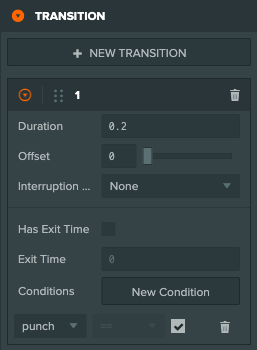 TRANSITION
+ NEW TRANSITION
1
Duration 0.2
Offset 0
Interruption ... None
Has Exit Time
Exit Time 0
Conditions New Condition
punch ==